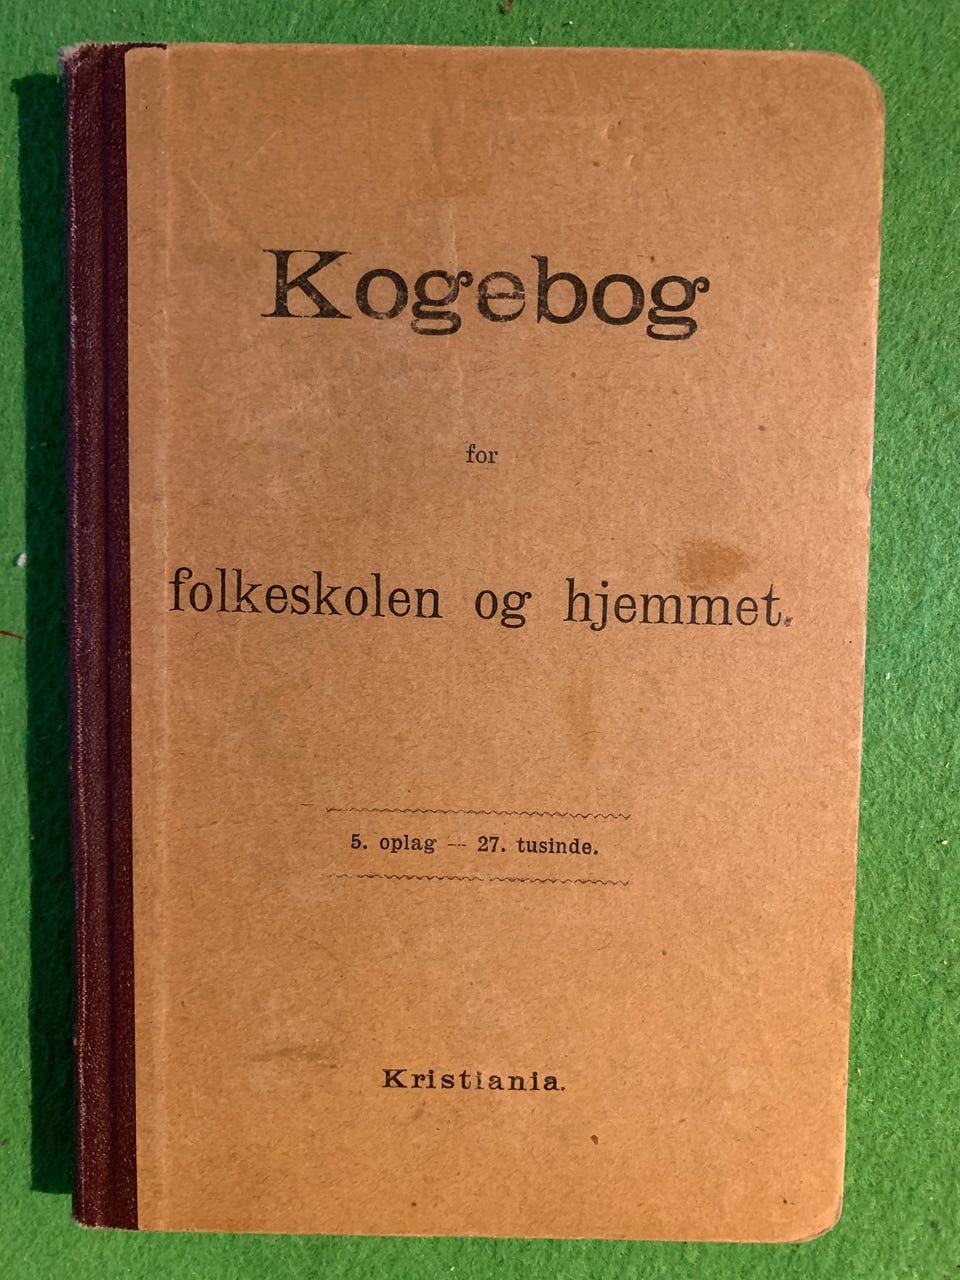 Kogebog
for
folkeskolen og hjemmet.
5. oplag — 27. tusinde.
Kristiania.